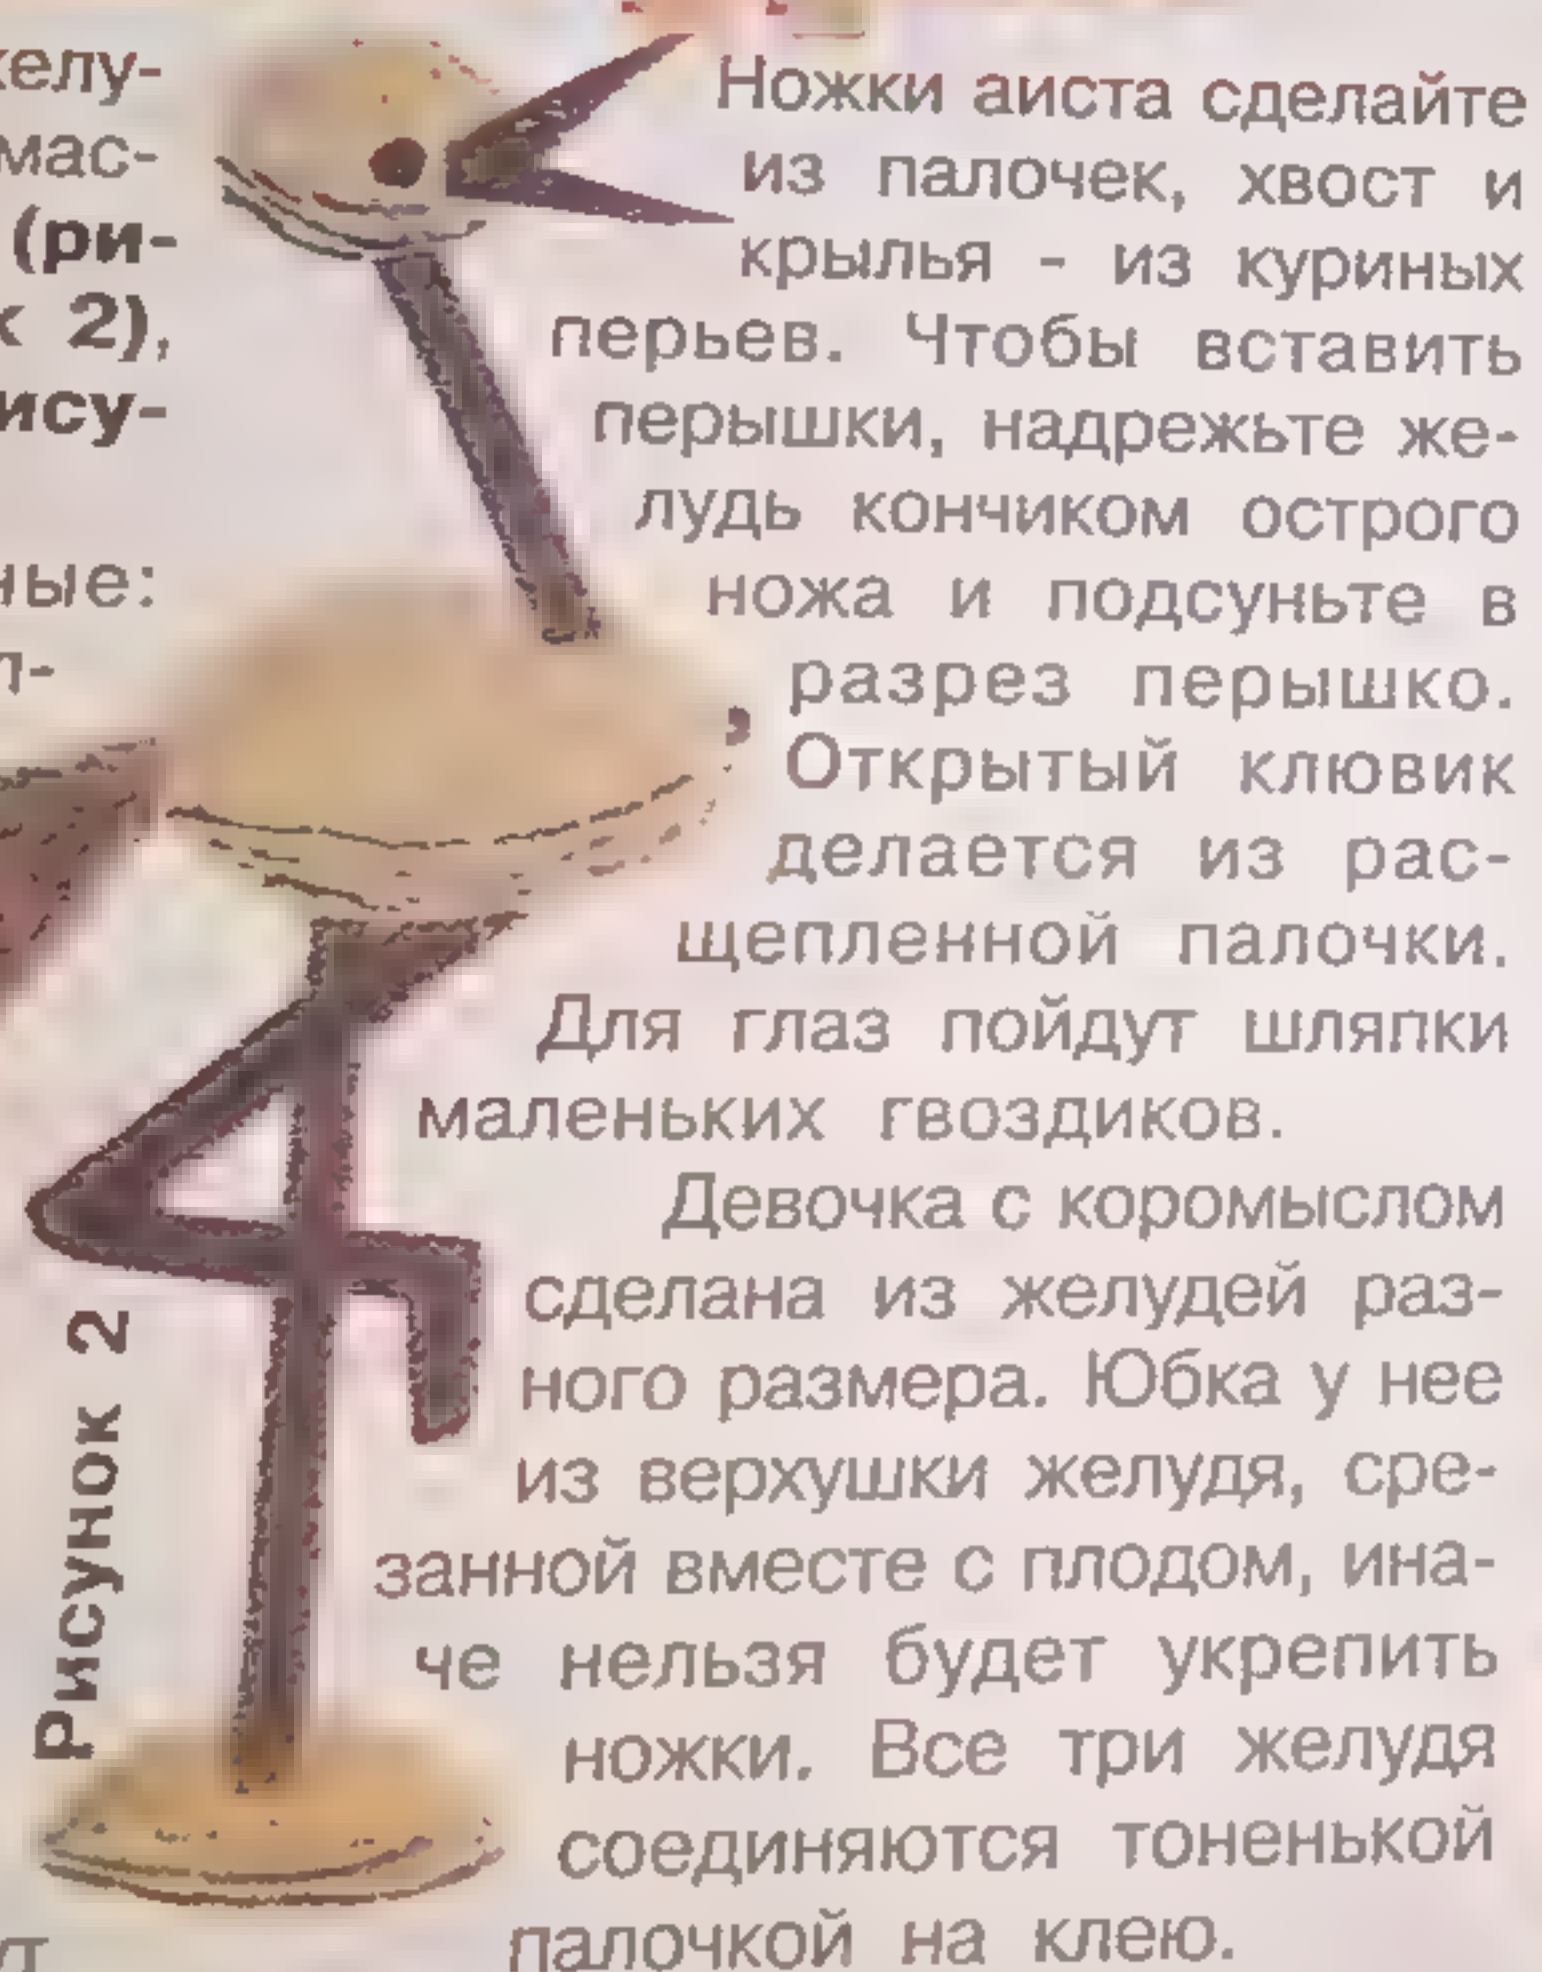 мас-
(ри-
2),
Ножки аиста сделайте
из палочек, хвост и
крылья - из куриных
перьев. Чтобы вставить
перышки, надрежьте же-
лудь кончиком острого
ножа и подсуньте в
разрез перышко.
Открытый клювик
делается из рас-
щепленной палочки.
Для глаз пойдут шляпки
маленьких гвоздиков.
Девочка с коромыслом
сделана из желудей раз-
ного размера. Юбка у нее
из верхушки желудя, сре-
занной вместе с плодом, ина-
че нельзя будет укрепить
ножки. Все три желудя
соединяются тоненькой
палочкой на клею.
Рисунок 2